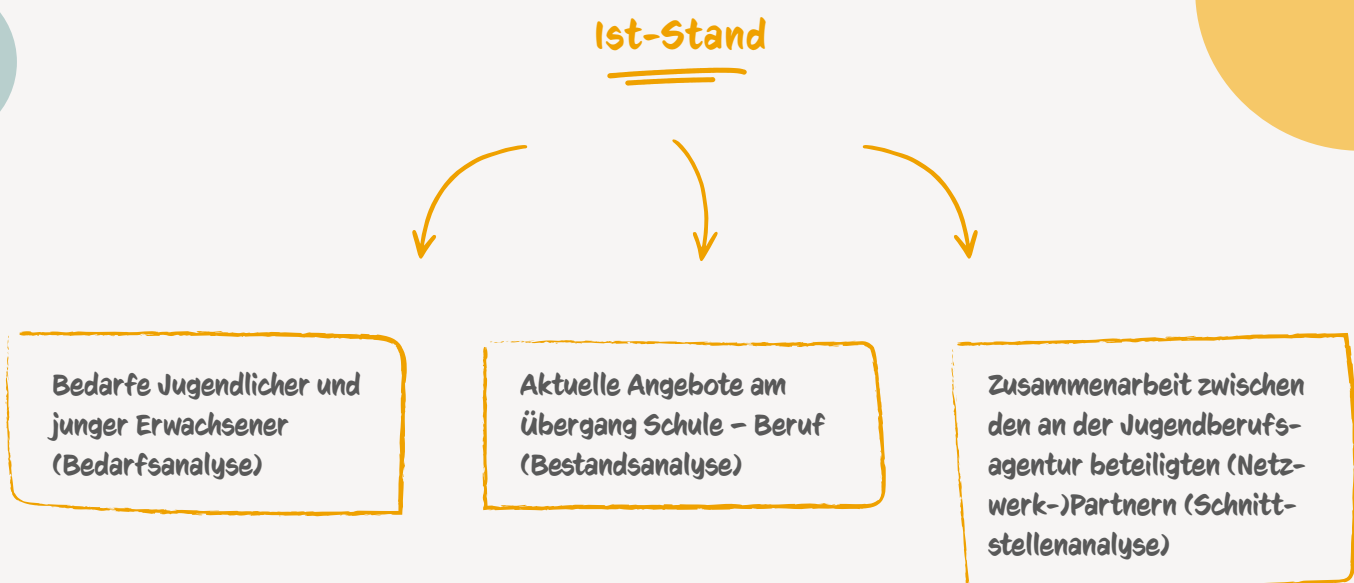 Ist-Stand
Bedarfe Jugendlicher und
junger Erwachsener
(Bedarfsanalyse)
Aktuelle Angebote am
Übergang Schule – Beruf
(Bestandsanalyse)
Zusammenarbeit zwischen
den an der Jugendberufs-
agentur beteiligten (Netz-
werk-)Partnern (Schnitt-
stellenanalyse)